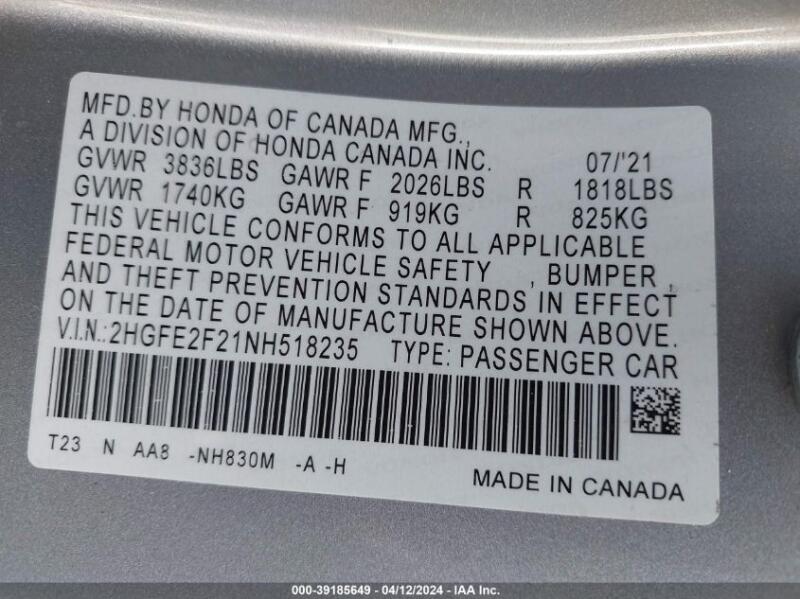 MFD.BY HONDA OF CANADA MFG.,
A DIVISION OF HONDA CANADA INC. 07/'21
GVWR 3836LBS GAWR F 2026LBS R 1818LBS
GVWR 1740KG GAWR F 919KG R 825KG
THIS VEHICLE CONFORMS TO ALL APPLICABLE
FEDERAL MOTOR VEHICLE SAFETY , BUMPER ,
AND THEFT PREVENTION STANDARDS IN EFFECT
ON THE DATE OF MANUFACTURE SHOWN ABOVE.
V.I.N.:2HGFE2F21NH518235 TYPE: PASSENGER CAR
T23 N AA8 -NH830M -A -H
MADE IN CANADA
000-39185649 - 04/12/2024 - IAA Inc.